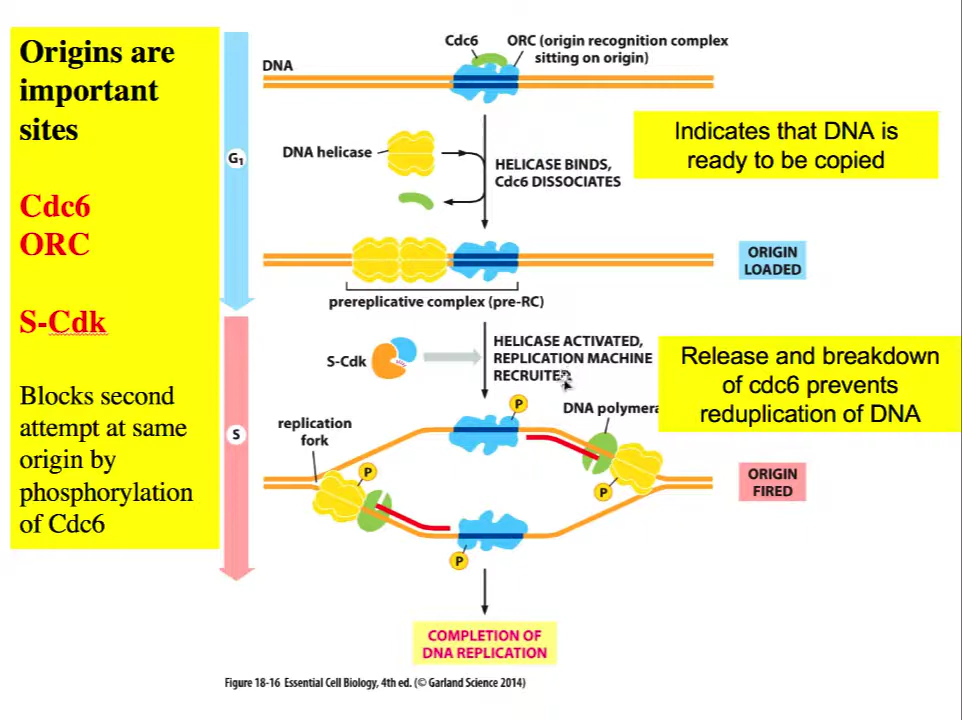 Origins are
important
sites
Cdc6
ORC
S-Cdk
Blocks second
attempt at same
origin by
phosphorylation
of Cdc6
G1
S
Cdc6
ORC (origin recognition complex
sitting on origin)
DNA
Indicates that DNA is
ready to be copied
DNA helicase
HELICASE BINDS,
Cdc6 DISSOCIATES
ORIGIN
LOADED
prereplicative complex (pre-RC)
S-Cdk
HELICASE ACTIVATED,
REPLICATION MACHINE
RECRUITED
Release and breakdown
of cdc6 prevents
reduplication of DNA
replication
fork
P
DNA polymera
P
P
P
ORIGIN
FIRED
COMPLETION OF
DNA REPLICATION
Figure 18-16 Essential Cell Biology, 4th ed. (© Garland Science 2014)